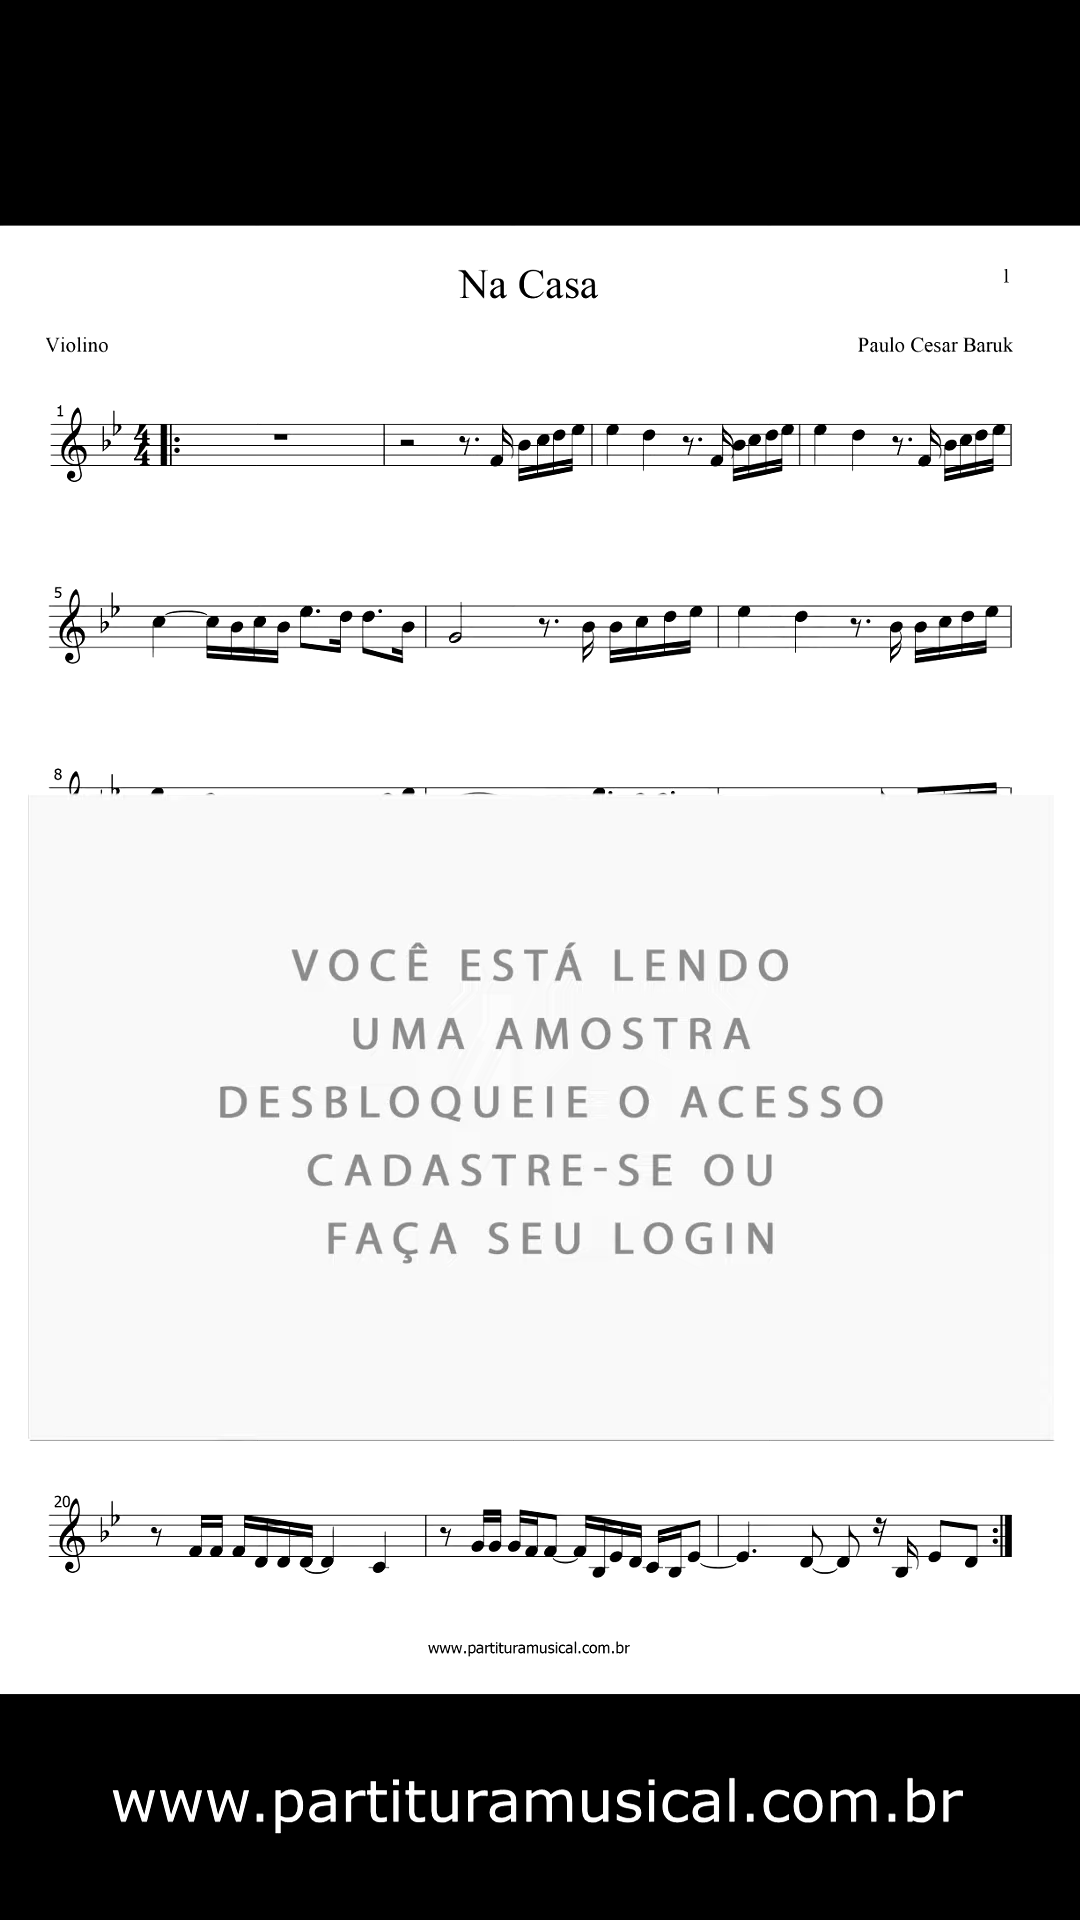 Na Casa
1
Violino
Paulo Cesar Baruk
1
5
8
VOCÊ ESTÁ LENDO
UMA AMOSTRA
DESBLOQUEIE O ACESSO
CADASTRE-SE OU
FAÇA SEU LOGIN
20
www.partituramusical.com.br
www.partituramusical.com.br